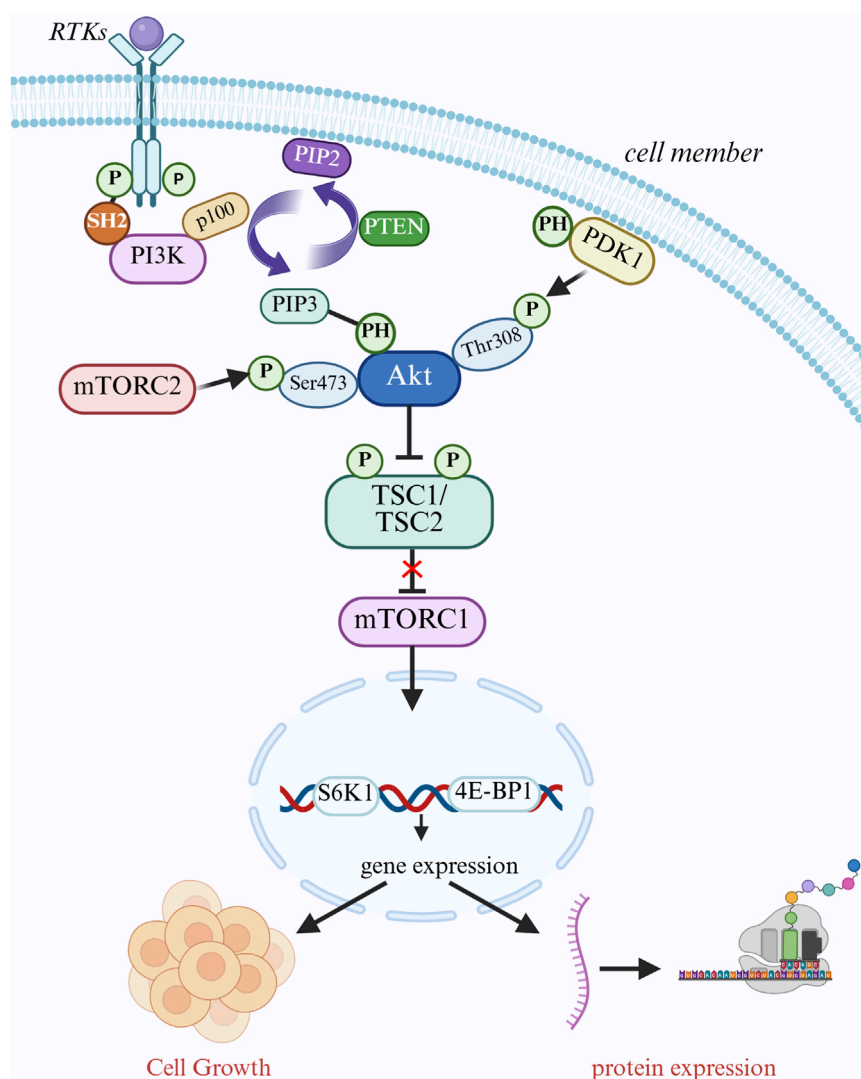 RTKs
PIP2
cell member
P
P
SH2
p100
PI3K
PTEN
PH
PDK1
PIP3
PH
P
Thr308
mTORC2
P
Ser473
Akt
P
P
TSC1/
TSC2
mTORC1
S6K1
4E-BP1
gene expression
Cell Growth
protein expression